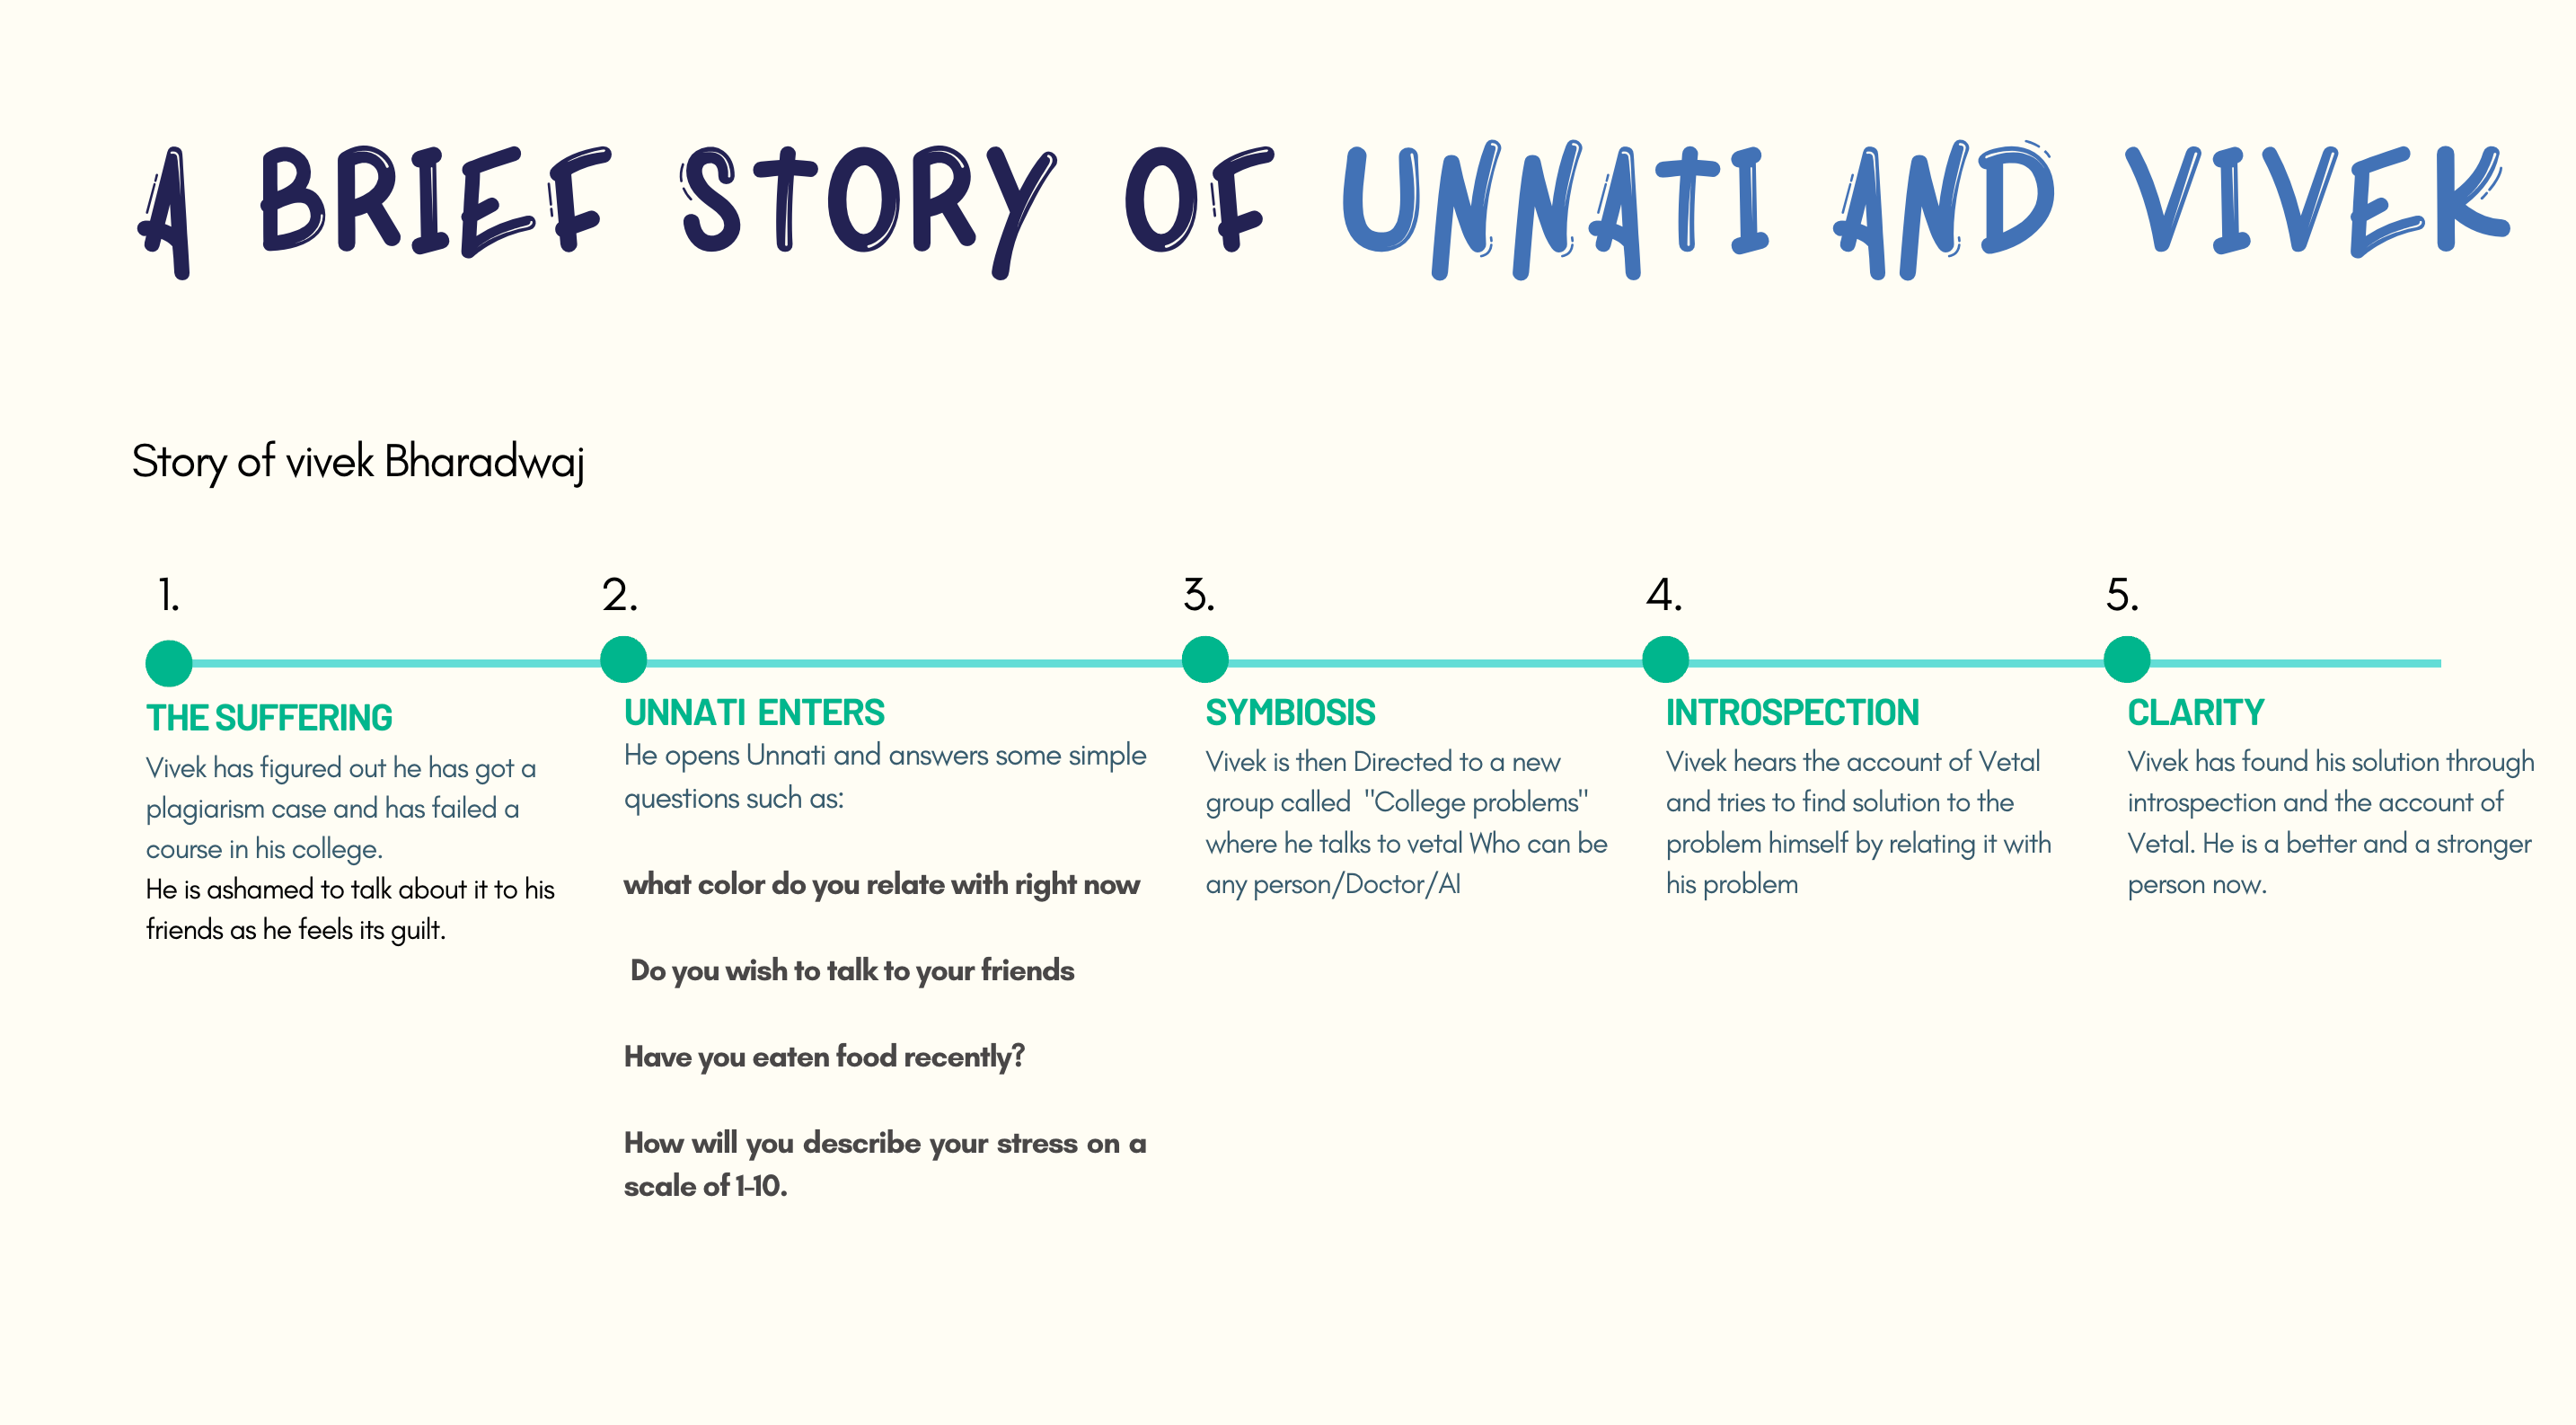 A BRIEF STORY OF UNNATI AND VIVEK
Story of vivek Bharadwaj
1.
THE SUFFERING
Vivek has figured out he has got a
plagiarism case and has failed a
course in his college.
He is ashamed to talk about it to his
friends as he feels its guilt.
2.
UNNATI ENTERS
He opens Unnati and answers some simple
questions such as:
what color do you relate with right now
Do you wish to talk to your friends
Have you eaten food recently?
How will you describe your stress on a
scale of 1-10.
3.
SYMBIOSIS
Vivek is then Directed to a new
group called "College problems"
where he talks to vetal Who can be
any person/Doctor/AI
4.
INTROSPECTION
Vivek hears the account of Vetal
and tries to find solution to the
problem himself by relating it with
his problem
5.
CLARITY
Vivek has found his solution through
introspection and the account of
Vetal. He is a better and a stronger
person now.